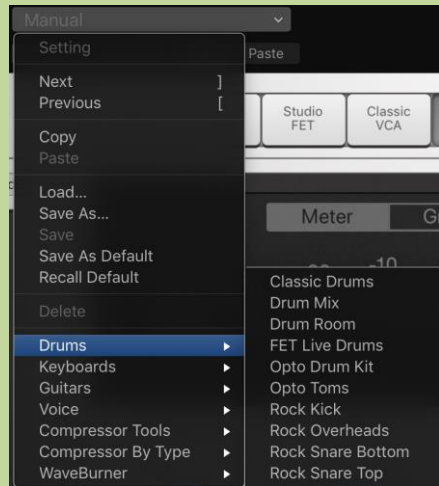 Manual
Setting
Paste
Next ]
Previous [
Copy
Paste
Load...
Save As...
Save
Save As Default
Recall Default
Delete
Drums
Keyboards
Guitars
Voice
Compressor Tools
Compressor By Type
WaveBurner
Studio
FET
Classic
VCA
Meter
-10
Classic Drums
Drum Mix
Drum Room
FET Live Drums
Opto Drum Kit
Opto Toms
Rock Kick
Rock Overheads
Rock Snare Bottom
Rock Snare Top